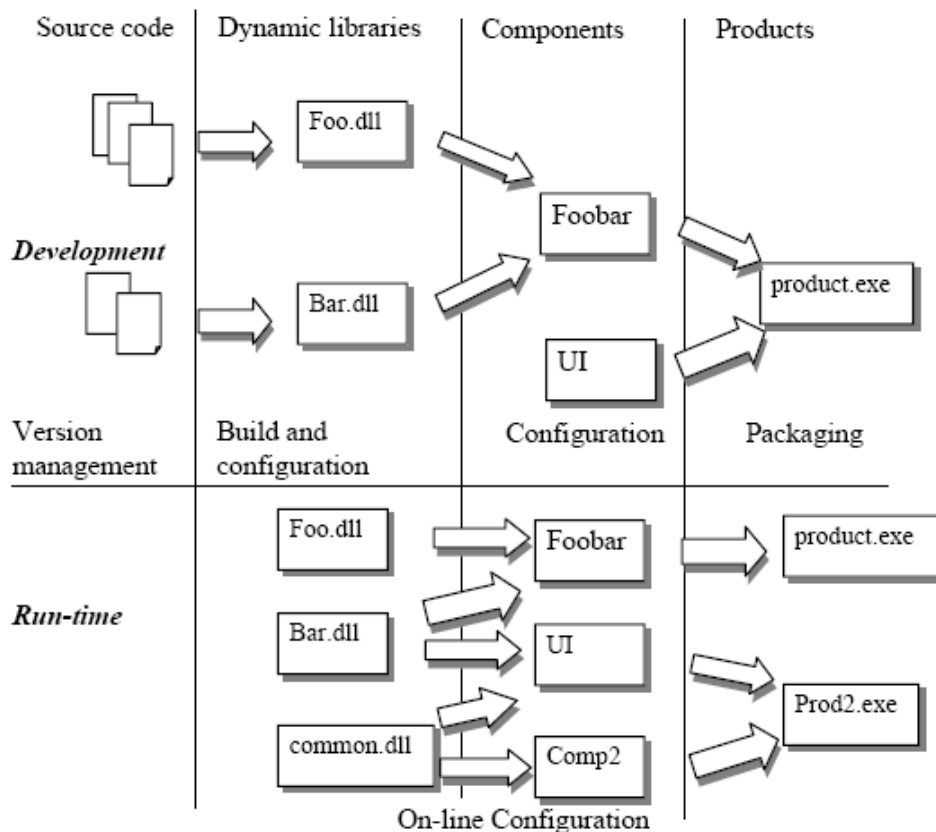 Source code
Dynamic libraries
Components
Products
Foo.dll
Foobar
Development
product.exe
Bar.dll
UI
Version
management
Build and
configuration
Configuration
Packaging
Foo.dll
Foobar
product.exe
Run-time
Bar.dll
UI
Prod2.exe
common.dll
Comp2
On-line Configuration